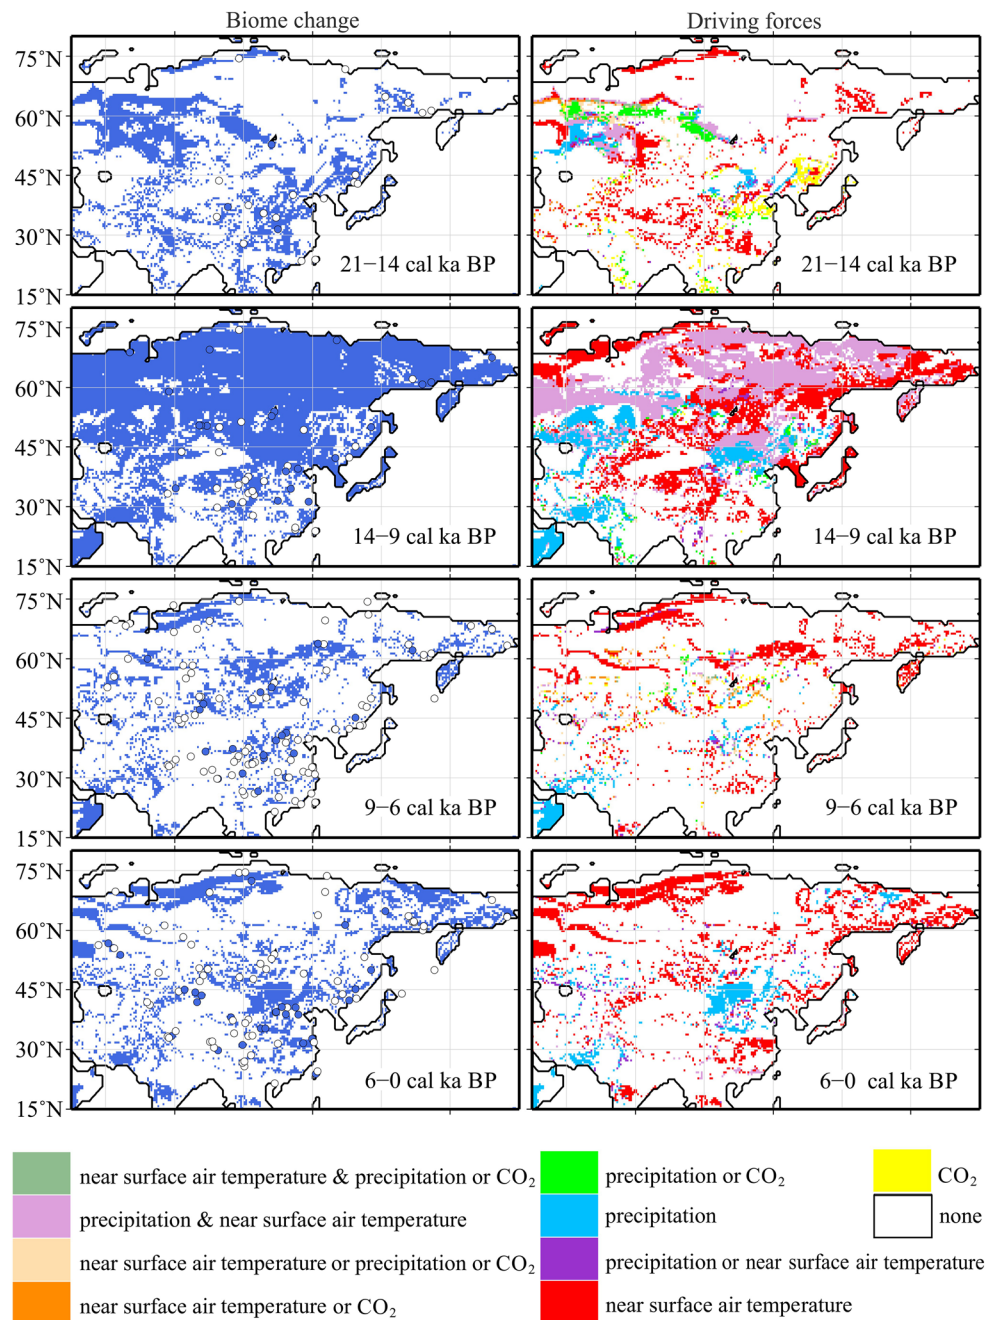 Biome change
Driving forces
75°N
60°N
45°N
30°N
15°N
21−14 cal ka BP
21−14 cal ka BP
75°N
60°N
45°N
30°N
15°N
14−9 cal ka BP
14−9 cal ka BP
75°N
60°N
45°N
30°N
15°N
9−6 cal ka BP
9−6 cal ka BP
75°N
60°N
45°N
30°N
15°N
6−0 cal ka BP
6−0 cal ka BP
near surface air temperature & precipitation or CO₂
precipitation & near surface air temperature
near surface air temperature or precipitation or CO₂
near surface air temperature or CO₂
precipitation or CO₂
precipitation
precipitation or near surface air temperature
near surface air temperature
CO₂
none